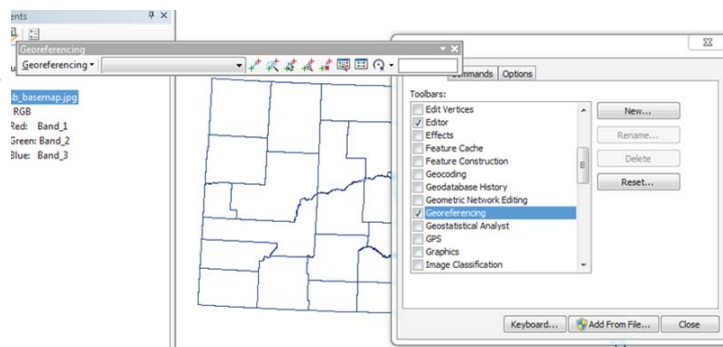 ents
Georeferencing
Georeferencing
b_basemap.jpg
RGB
Red: Band_1
Green: Band_2
Blue: Band_3
Commands Options
Toolbars:
Edit Vertices
Editor
Effects
Feature Cache
Feature Construction
Geocoding
Geodatabase History
Geometric Network Editing
Georeferencing
Geostatistical Analyst
GPS
Graphics
Image Classification
New...
Rename...
Delete
Reset...
Keyboard... Add From File... Close